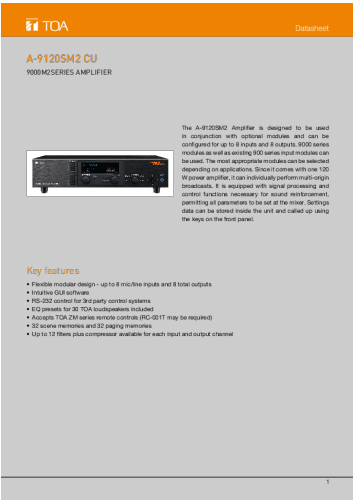 TOA
Datasheet
A-9120SM2 CU
9000M2SERIES AMPLIFIER
The A-9120SM2 Amplifier is designed to be used
in conjunction with optional modules and can be
configured for up to 8 inputs and 8 outputs. 9000 series
modules as well as existing 900 series input modules can
be used. The most appropriate modules can be selected
depending on applications. Since it comes with one 120
W power amplifier, it can individually perform multi-origin
broadcasts. It is equipped with signal processing and
control functions necessary for sound reinforcement,
permitting all parameters to be set at the mixer. Settings
data can be stored inside the unit and called up using
the keys on the front panel.
Key features
• Flexible modular design - up to 8 mic/line inputs and 8 total outputs
• Intuitive GUI software
• RS-232 control for 3rd party control systems
• EQ presets for 30 TOA loudspeakers included
• Accepts TOA ZM series remote controls (RC-001T may be required)
• 32 scene memories and 32 paging memories
• Up to 12 filters plus compressor available for each input and output channel
1